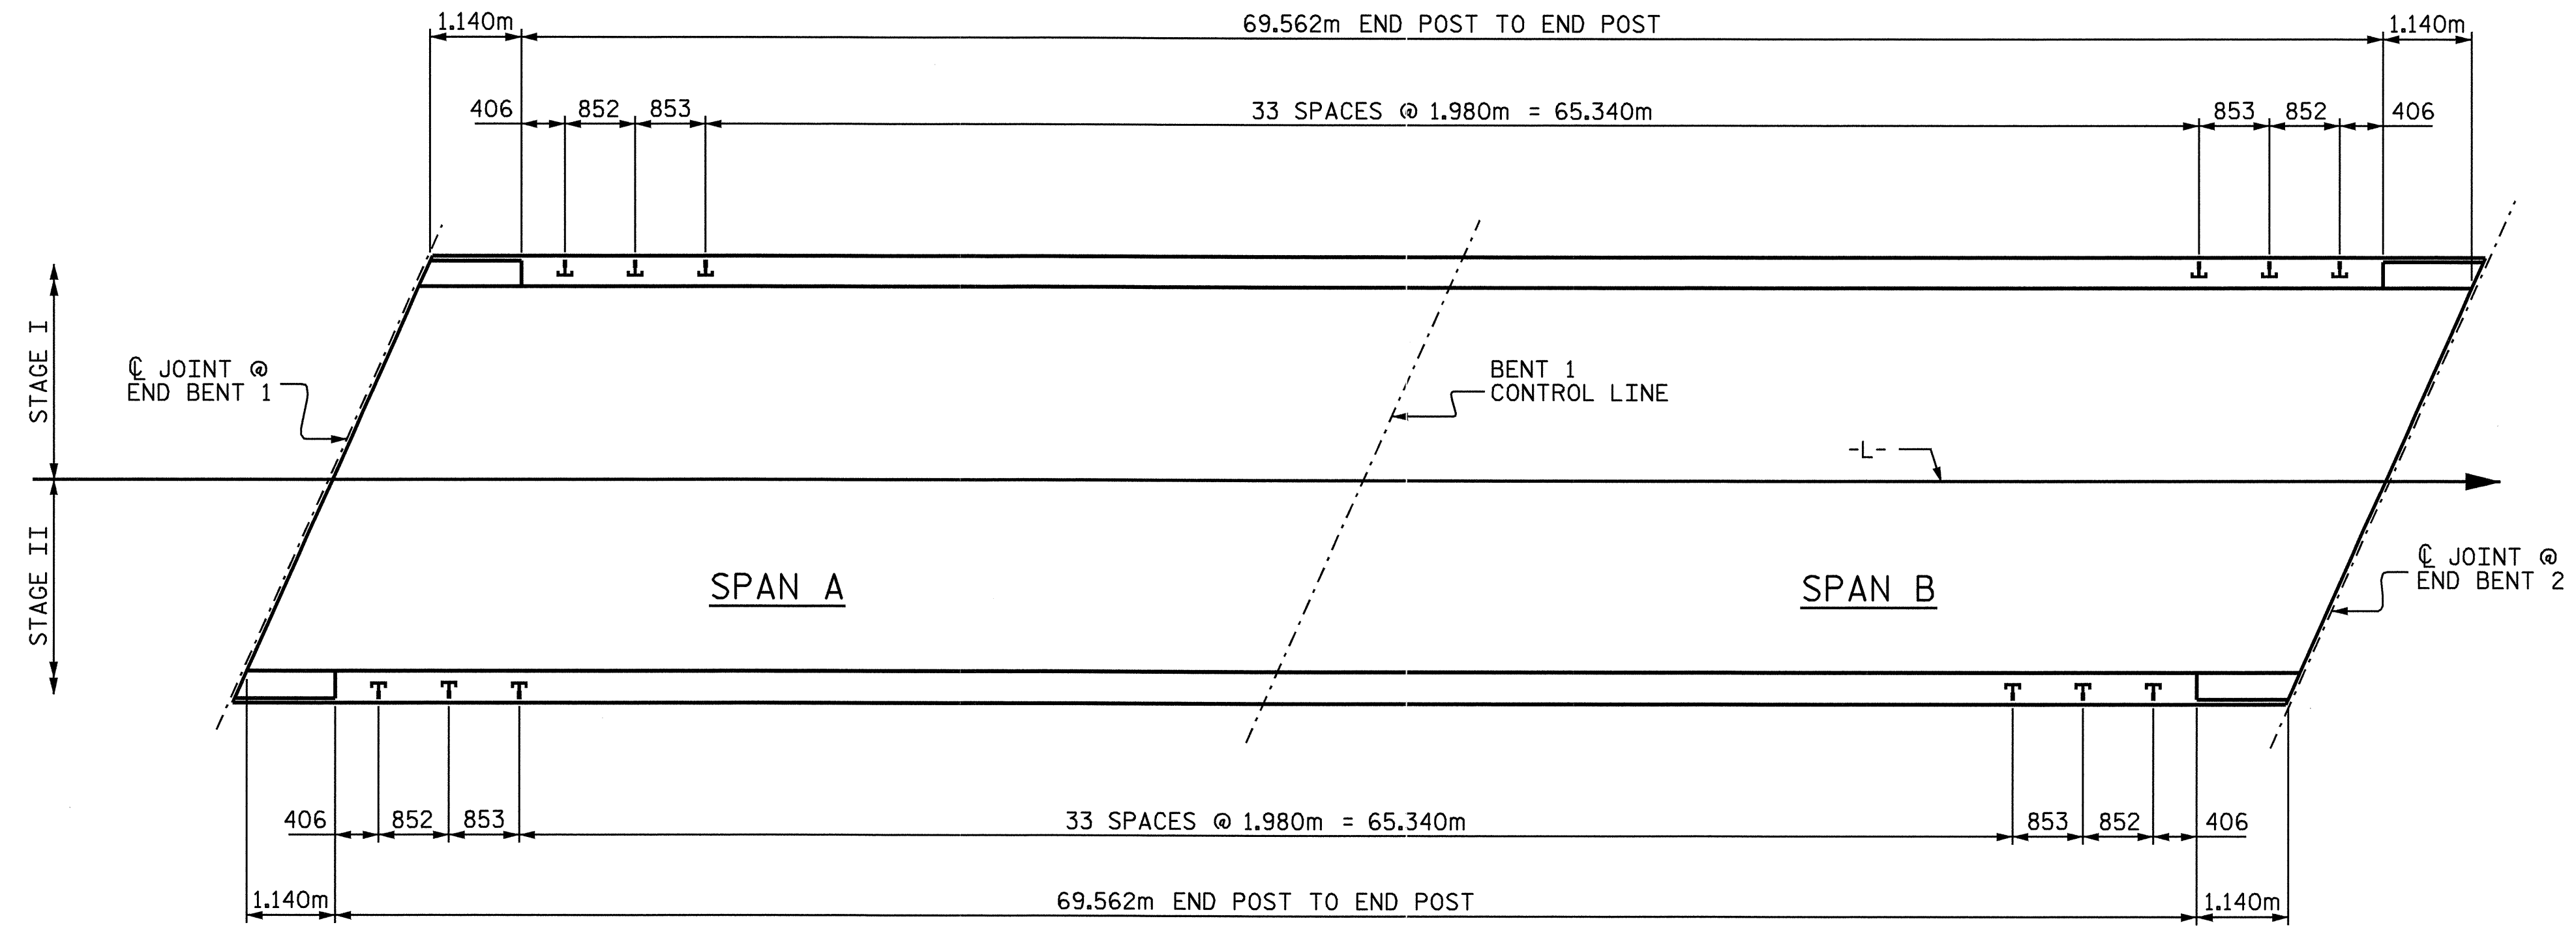 1.140m 69.562m END POST TO END POST 1.140m
406 852 853 33 SPACES @ 1.980m = 65.340m 853 852 406
STAGE I
℄ JOINT @
END BENT 1
BENT 1
CONTROL LINE
-L-
STAGE II
SPAN A
SPAN B
℄ JOINT @
END BENT 2
406 852 853 33 SPACES @ 1.980m = 65.340m 853 852 406
1.140m 69.562m END POST TO END POST 1.140m